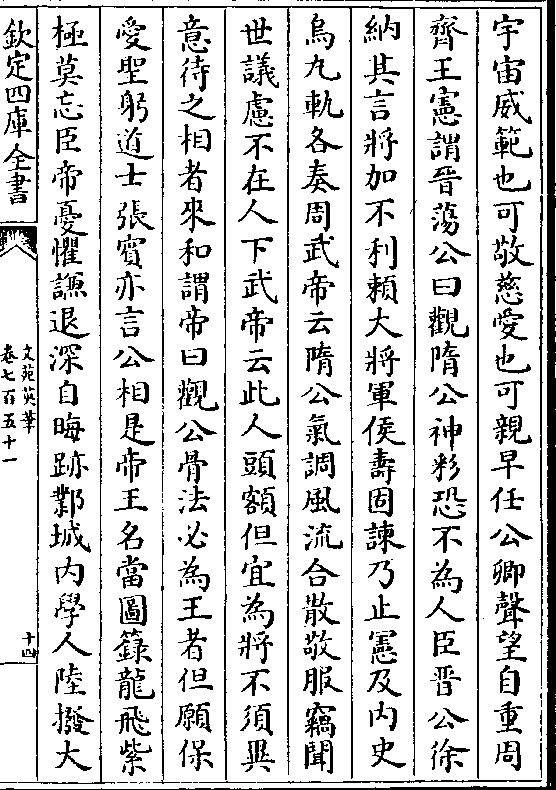 宇宙威範也可敬慈愛也可親早任公卿聲望自重周
齊王憲謂晉蕩公曰觀隋公神彩恐不為人臣晉公徐
納其言將加不利賴大將軍侯壽固諫乃止憲及内史
烏丸軌各奏周武帝云隋公氣調風流合散敬服竊聞
世議慮不在人下武帝云此人頭額但宜為將不須異
意待之相者來和謂帝曰觀公骨法必為王者但願保
愛聖躬道士張賓亦言公相是帝王名當圖籙龍飛紫
極莫忘臣帝憂懼謙退深自晦跡鄴城内學人陸撥大
欽定四庫全書
文苑英華
卷七百五十一
十四